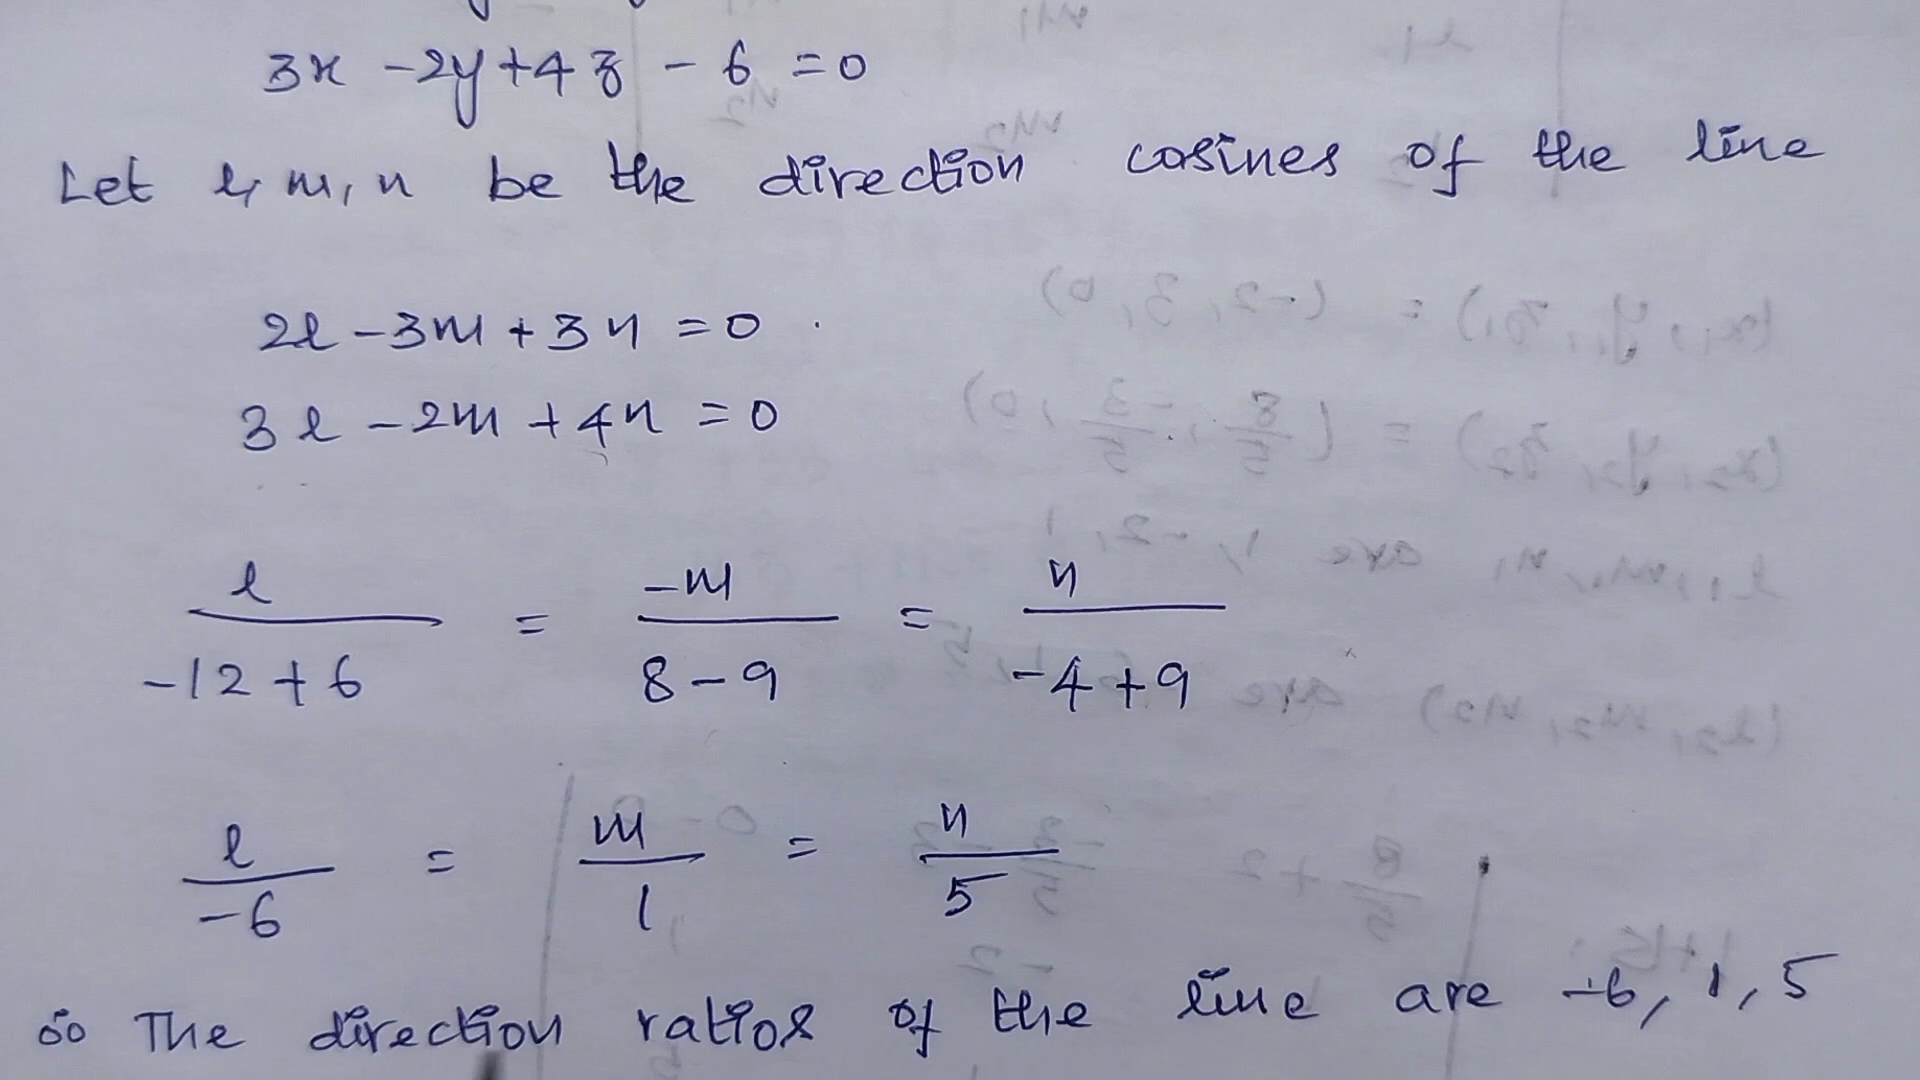 3x - 2y + 4z - 6 = 0
Let l, m, n be the direction cosines of the line
2l - 3m + 3n = 0
3l - 2m + 4n = 0
l/(-12 + 6) = -m/(8 - 9) = n/(-4 + 9)
l/-6 = m/1 = n/5
∴ The direction ratios of the line are -6, 1, 5